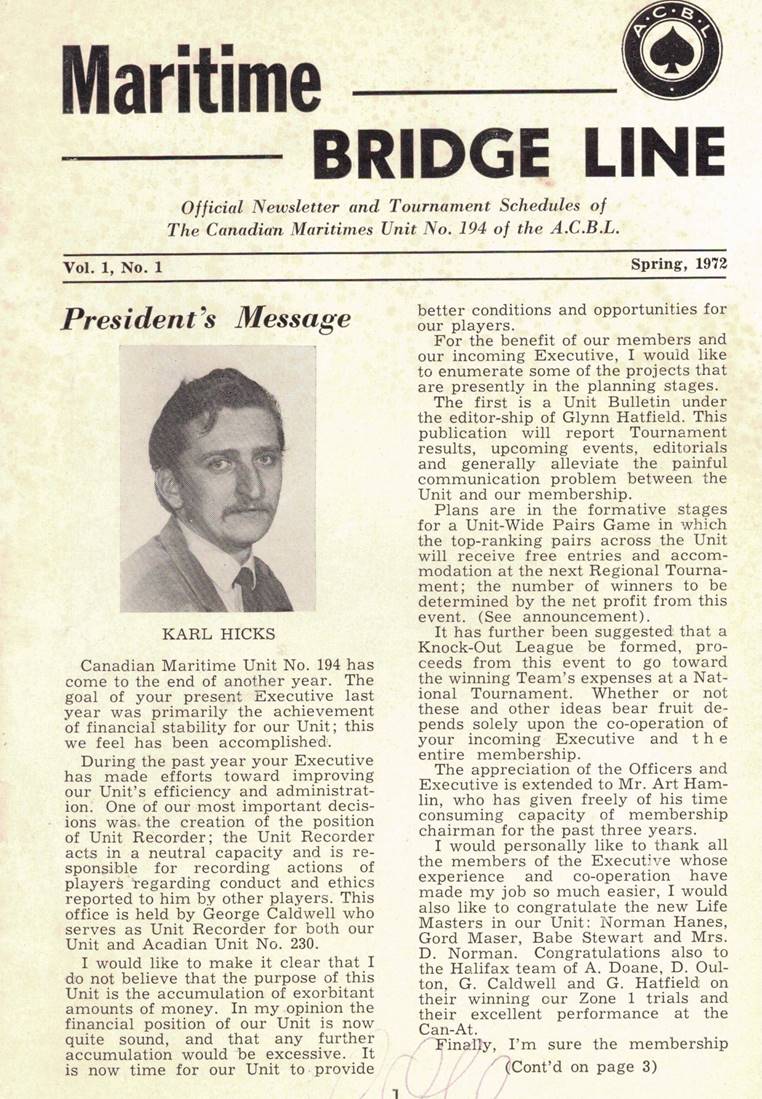 A·C·B·L
Maritime
BRIDGE LINE
Official Newsletter and Tournament Schedules of
The Canadian Maritimes Unit No. 194 of the A.C.B.L.
Vol. 1, No. 1
Spring, 1972
President's Message
KARL HICKS
Canadian Maritime Unit No. 194 has
come to the end of another year. The
goal of your present Executive last
year was primarily the achievement
of financial stability for our Unit; this
we feel has been accomplished.
During the past year your Executive
has made efforts toward improving
our Unit's efficiency and administrat-
ion. One of our most important decis-
ions was the creation of the position
of Unit Recorder; the Unit Recorder
acts in a neutral capacity and is re-
sponsible for recording actions of
players regarding conduct and ethics
reported to him by other players. This
office is held by George Caldwell who
serves as Unit Recorder for both our
Unit and Acadian Unit No. 230.
I would like to make it clear that I
do not believe that the purpose of this
Unit is the accumulation of exorbitant
amounts of money. In my opinion the
financial position of our Unit is now
quite sound, and that any further
accumulation would be excessive. It
is now time for our Unit to provide
better conditions and opportunities for
our players.
For the benefit of our members and
our incoming Executive, I would like
to enumerate some of the projects that
are presently in the planning stages.
The first is a Unit Bulletin under
the editor-ship of Glynn Hatfield. This
publication will report Tournament
results, upcoming events, editorials
and generally alleviate the painful
communication problem between the
Unit and our membership.
Plans are in the formative stages
for a Unit-Wide Pairs Game in which
the top-ranking pairs across the Unit
will receive free entries and accom-
modation at the next Regional Tourna-
ment; the number of winners to be
determined by the net profit from this
event. (See announcement).
It has further been suggested that a
Knock-Out League be formed, pro-
ceeds from this event to go toward
the winning Team's expenses at a Nat-
ional Tournament. Whether or not
these and other ideas bear fruit de-
pends solely upon the co-operation of
your incoming Executive and the
entire membership.
The appreciation of the Officers and
Executive is extended to Mr. Art Ham-
lin, who has given freely of his time
consuming capacity of membership
chairman for the past three years.
I would personally like to thank all
the members of the Executive whose
experience and co-operation have
made my job so much easier, I would
also like to congratulate the new Life
Masters in our Unit: Norman Hanes,
Gord Maser, Babe Stewart and Mrs.
D. Norman. Congratulations also to
the Halifax team of A. Doane, D. Oul-
ton, G. Caldwell and G. Hatfield on
their winning our Zone 1 trials and
their excellent performance at the
Can-At.
Finally, I'm sure the membership
(Cont'd on page 3)
1